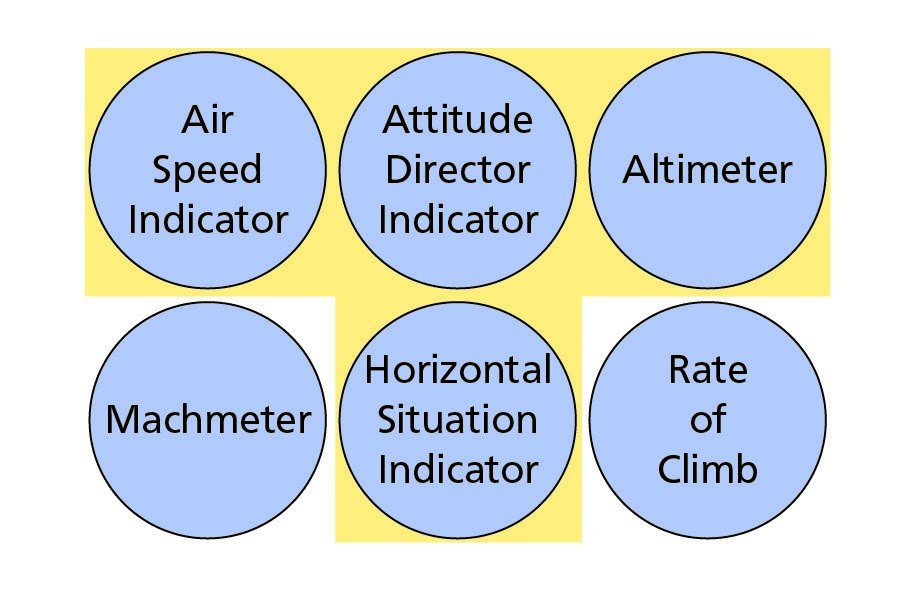 Air
Speed
Indicator
Attitude
Director
Indicator
Altimeter
Machmeter
Horizontal
Situation
Indicator
Rate
of
Climb